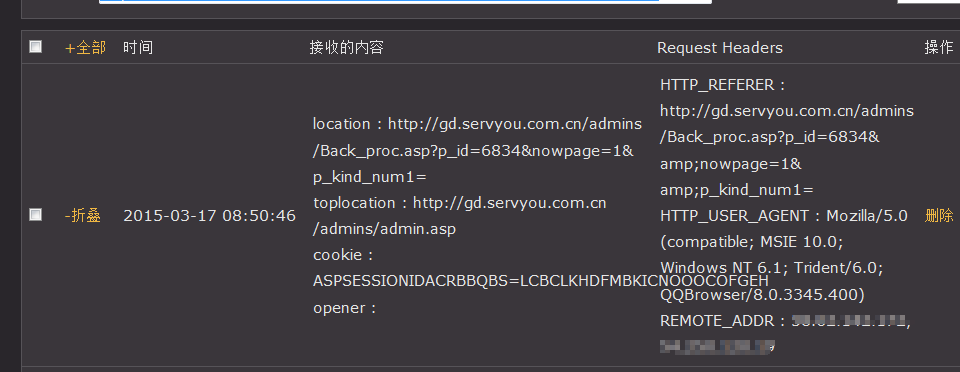 +全部 时间 接收的内容 Request Headers 操作
HTTP_REFERER :
http://gd.servyou.com.cn/admins
/Back_proc.asp?p_id=6834&
amp;nowpage=1&
amp;p_kind_num1=
HTTP_USER_AGENT : Mozilla/5.0
(compatible; MSIE 10.0;
Windows NT 6.1; Trident/6.0;
QQBrowser/8.0.3345.400)
REMOTE_ADDR :
location : http://gd.servyou.com.cn/admins
/Back_proc.asp?p_id=6834&nowpage=1&
p_kind_num1=
toplocation : http://gd.servyou.com.cn
/admins/admin.asp
cookie :
ASPSESSIONIDACRBBQBS=LCBCLKHDFMBKICNOOOCOFGEH
opener :
-折叠 2015-03-17 08:50:46
删除